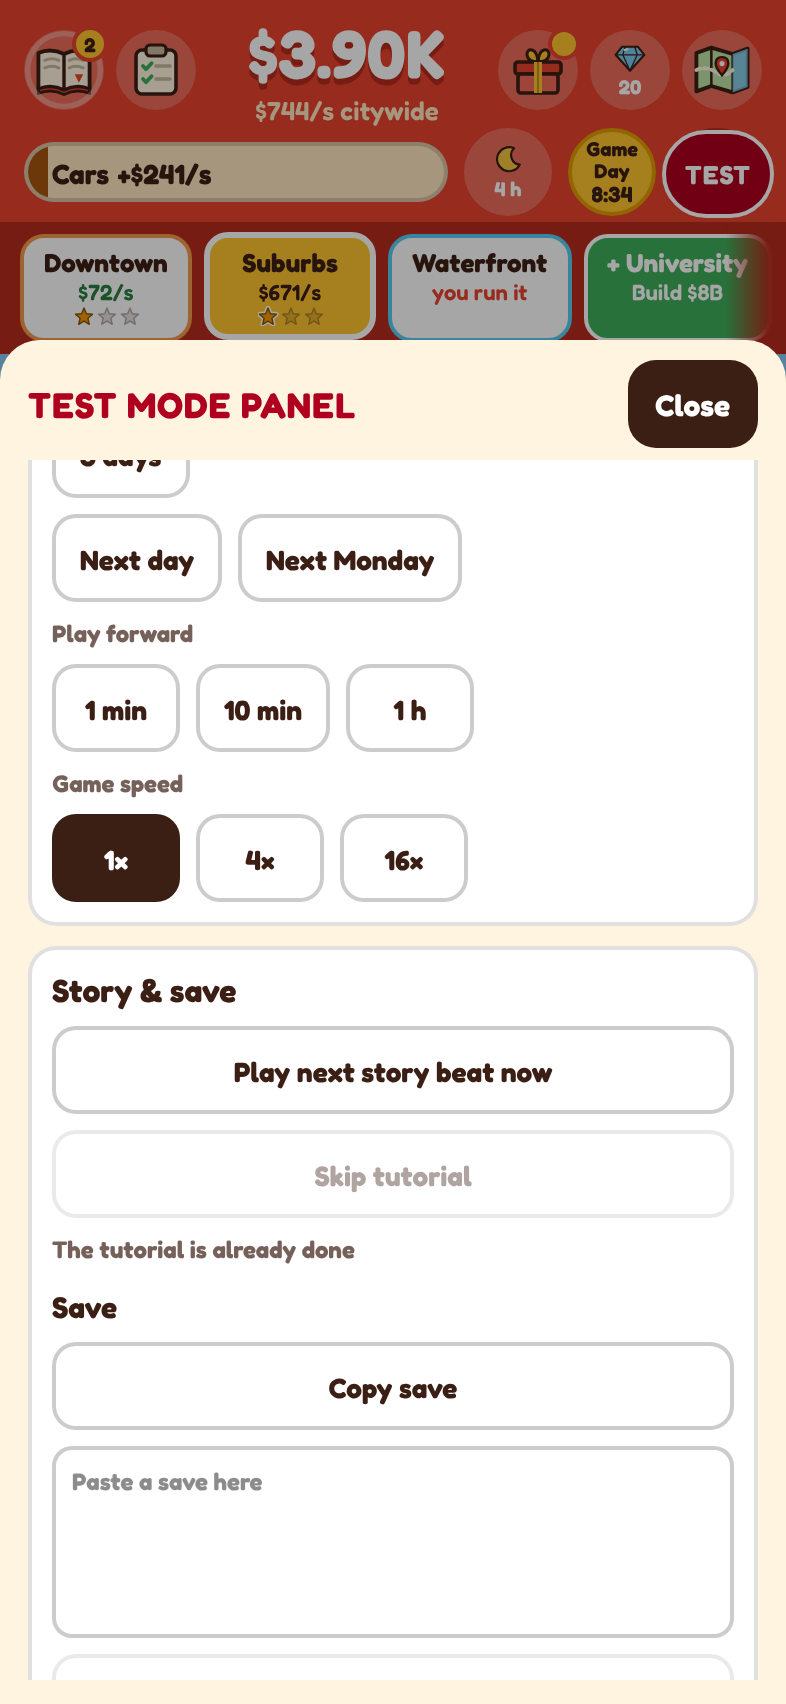 2
$3.90K
$744/s citywide
20
Cars +$241/s
4 h
Game
Day
8:34
TEST
Downtown
$72/s
Suburbs
$671/s
Waterfront
you run it
+ University
Build $8B
TEST MODE PANEL
Close
days
Next day
Next Monday
Play forward
1 min
10 min
1 h
Game speed
1x
4x
16x
Story & save
Play next story beat now
Skip tutorial
The tutorial is already done
Save
Copy save
Paste a save here